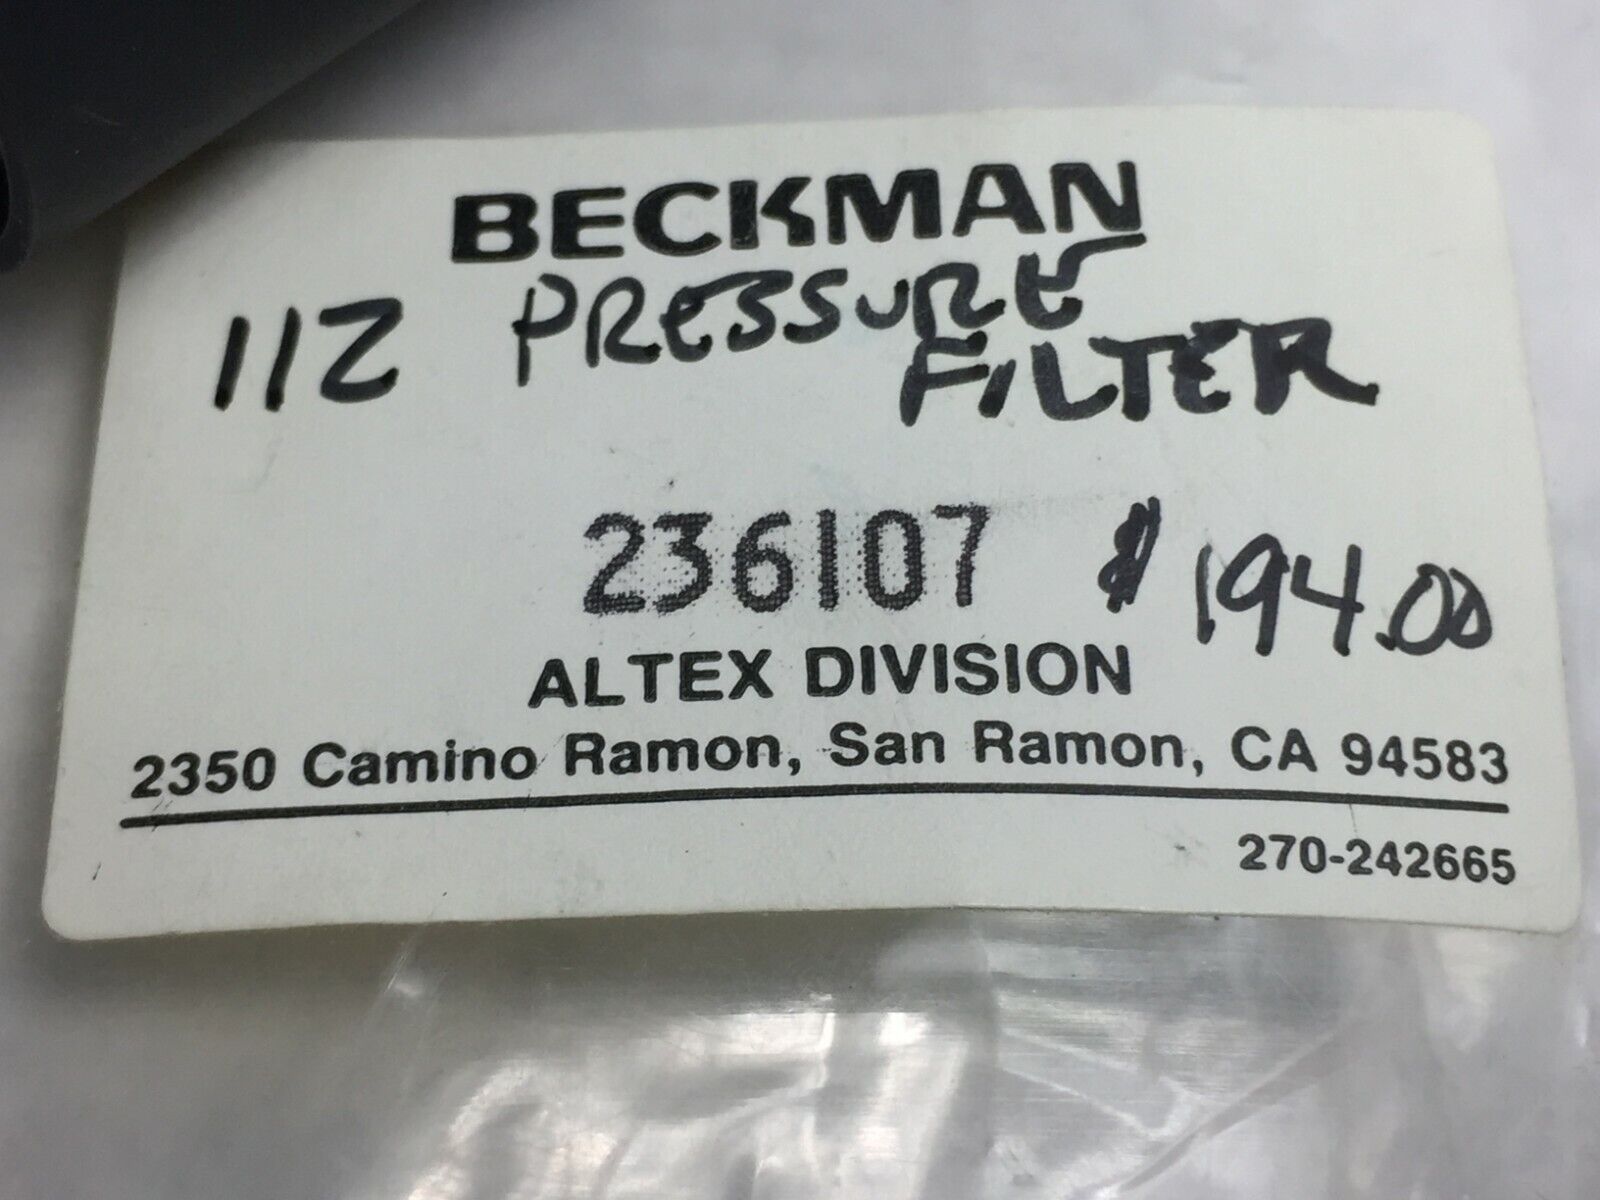 BECKMAN
112 PRESSURE
FILTER
236107 $194.00
ALTEX DIVISION
2350 Camino Ramon, San Ramon, CA 94583
270-242665